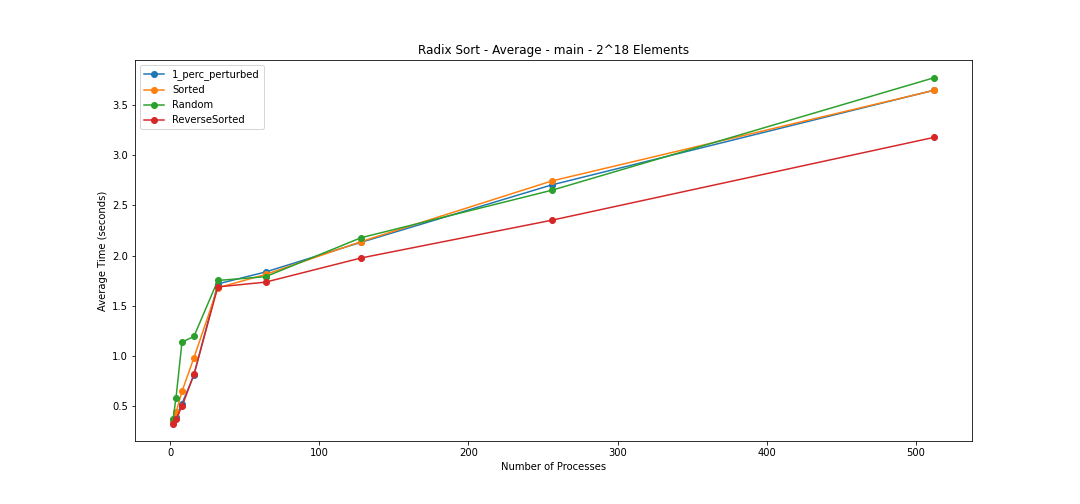 Radix Sort - Average - main - 2^18 Elements
1_perc_perturbed
Sorted
Random
ReverseSorted
Average Time (seconds)
3.5
3.0
2.5
2.0
1.5
1.0
0.5
0 100 200 300 400 500
Number of Processes